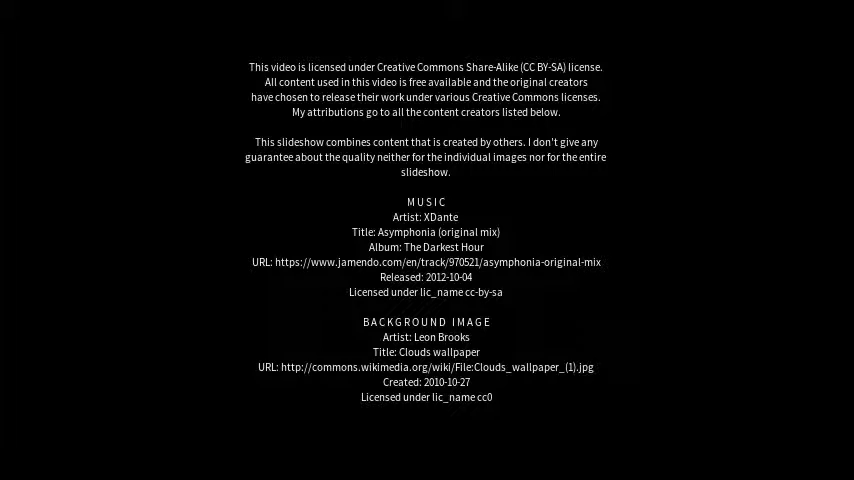 This video is licensed under Creative Commons Share-Alike (CC BY-SA) license.
All content used in this video is free available and the original creators
have chosen to release their work under various Creative Commons licenses.
My attributions go to all the content creators listed below.
This slideshow combines content that is created by others. I don't give any
guarantee about the quality neither for the individual images nor for the entire
slideshow.
MUSIC
Artist: XDante
Title: Asymphonia (original mix)
Album: The Darkest Hour
URL: https://www.jamendo.com/en/track/970521/asymphonia-original-mix
Released: 2012-10-04
Licensed under lic_name cc-by-sa
BACKGROUND IMAGE
Artist: Leon Brooks
Title: Clouds wallpaper
URL: http://commons.wikimedia.org/wiki/File:Clouds_wallpaper_(1).jpg
Created: 2010-10-27
Licensed under lic_name cc0